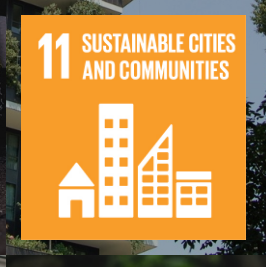 11 SUSTAINABLE CITIES
AND COMMUNITIES